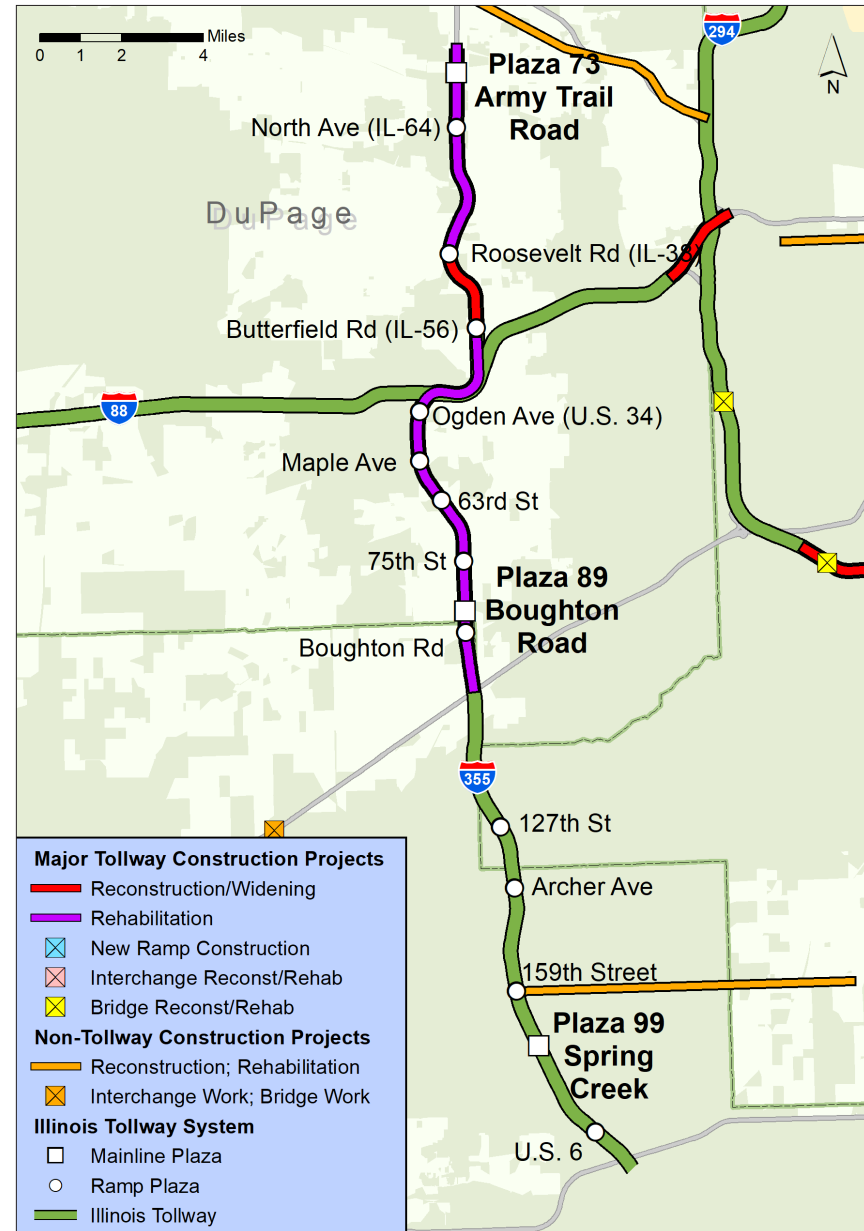 Miles
0 1 2 4
294
N
Plaza 73
Army Trail
Road
North Ave (IL-64)
DuPage
Roosevelt Rd (IL-38)
Butterfield Rd (IL-56)
88
Ogden Ave (U.S. 34)
Maple Ave
63rd St
75th St
Plaza 89
Boughton
Road
Boughton Rd
355
127th St
Archer Ave
159th Street
Plaza 99
Spring
Creek
U.S. 6
Major Tollway Construction Projects
Reconstruction/Widening
Rehabilitation
New Ramp Construction
Interchange Reconst/Rehab
Bridge Reconst/Rehab
Non-Tollway Construction Projects
Reconstruction; Rehabilitation
Interchange Work; Bridge Work
Illinois Tollway System
Mainline Plaza
Ramp Plaza
Illinois Tollway